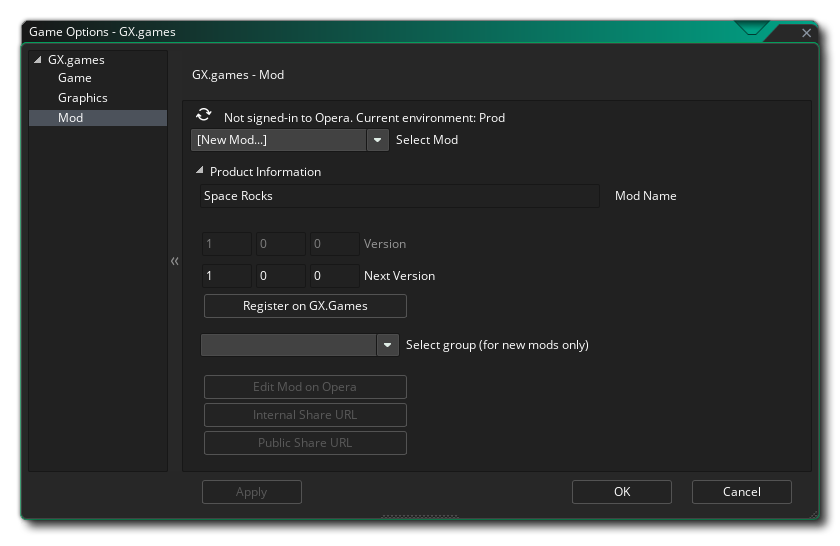 Game Options - GX.games
GX.games
Game
Graphics
Mod
GX.games - Mod
Not signed-in to Opera. Current environment: Prod
[New Mod...] Select Mod
Product Information
Space Rocks Mod Name
1 0 0 Version
1 0 0 Next Version
Register on GX.Games
Select group (for new mods only)
Edit Mod on Opera
Internal Share URL
Public Share URL
Apply OK Cancel